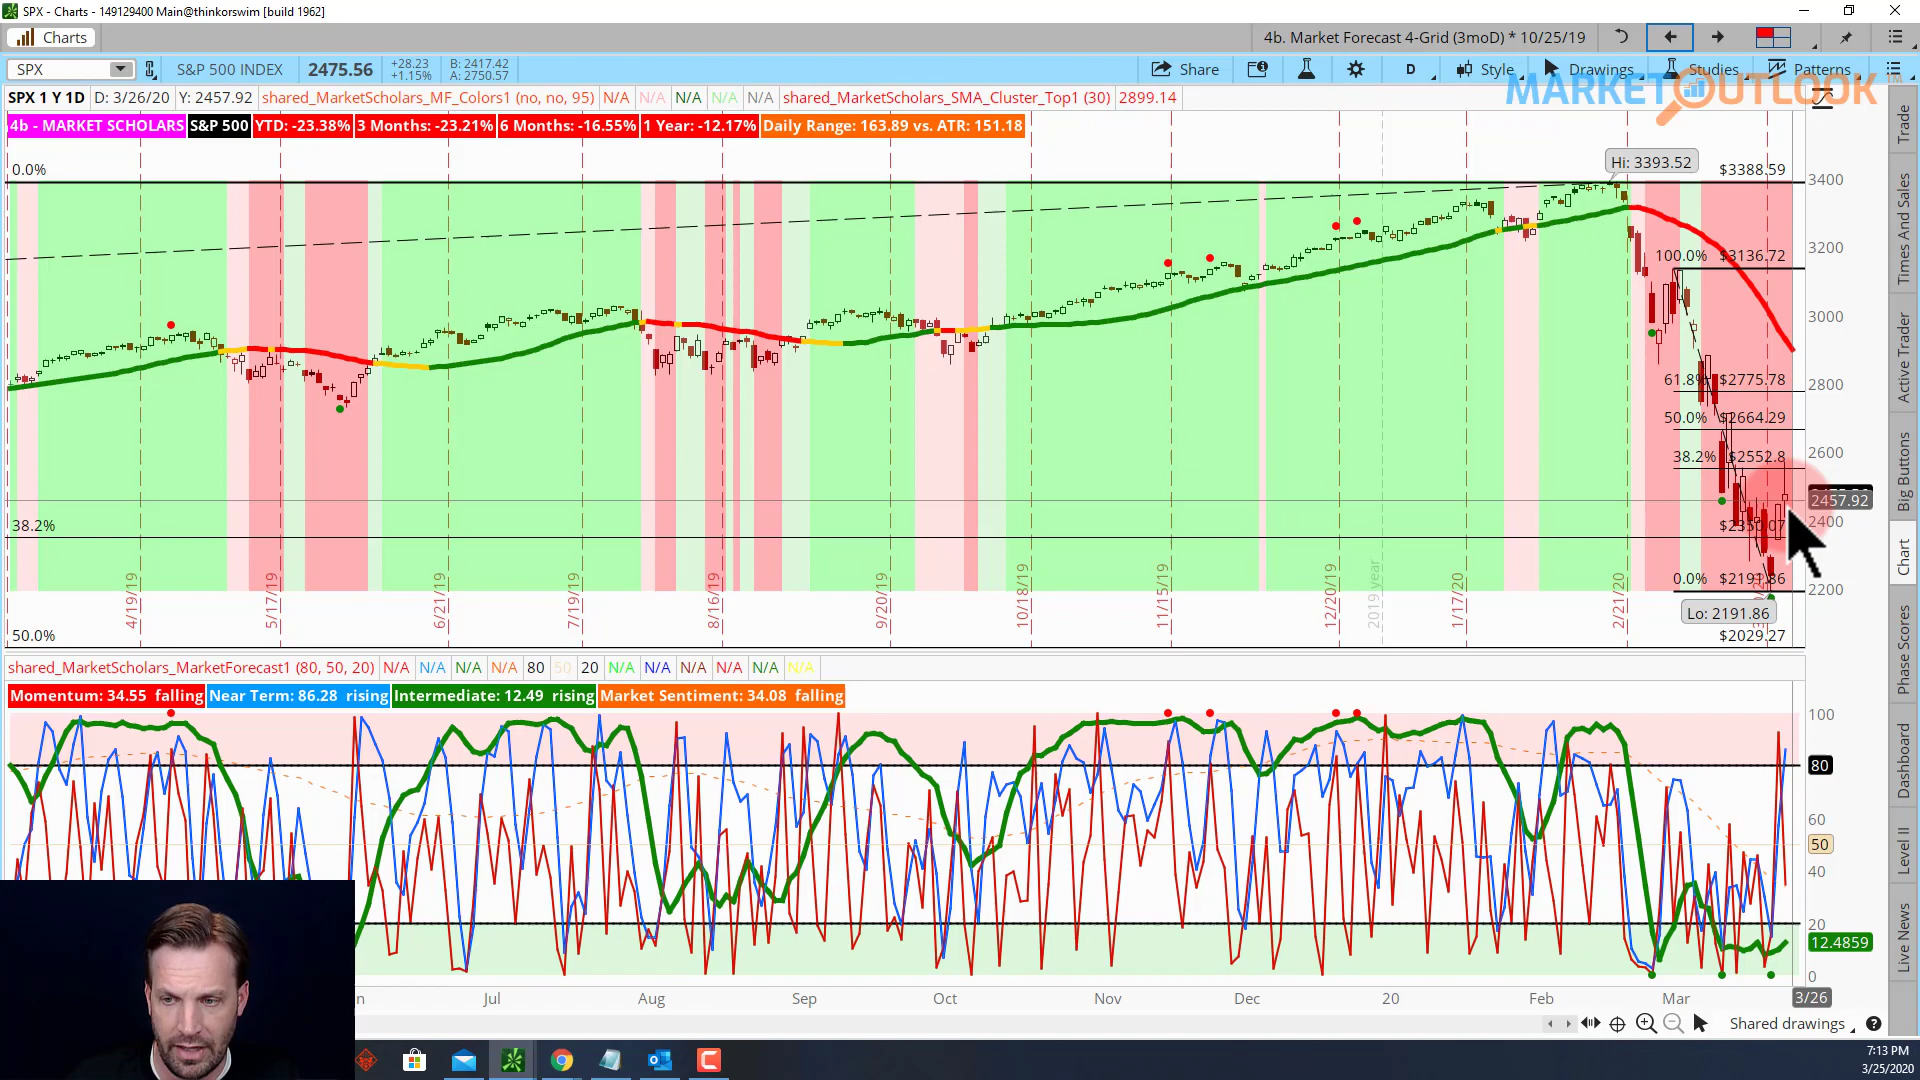 SPX - Charts - 149129400 Main@thinkorswim [build 1962]
Charts
4b. Market Forecast 4-Grid (3moD) * 10/25/19
SPX
S&P 500 INDEX
2475.56
+28.23
+1.15%
B: 2417.42
A: 2750.57
Share
D
Style
Drawings
Studies
Patterns
MARKET OUTLOOK
SPX 1 Y 1D
D: 3/26/20
Y: 2457.92
shared_MarketScholars_MF_Colors1 (no, no, 95)
N/A
N/A
N/A
N/A
N/A
shared_MarketScholars_SMA_Cluster_Top1 (30)
2899.14
4b - MARKET SCHOLARS
S&P 500
YTD: -23.38%
3 Months: -23.21%
6 Months: -16.55%
1 Year: -12.17%
Daily Range: 163.89 vs. ATR: 151.18
0.0%
Hi: 3393.52
$3388.59
3400
3200
100.0%
$3136.72
3000
61.8%
$2775.78
2800
50.0%
$2664.29
38.2%
$2552.8
2600
2457.92
38.2%
$2350.07
2400
0.0%
$2191.86
2200
Lo: 2191.86
50.0%
$2029.27
4/19/19
5/17/19
6/21/19
7/19/19
8/16/19
9/20/19
10/18/19
11/15/19
12/20/19
2019 year
1/17/20
2/21/20
shared_MarketScholars_MarketForecast1 (80, 50, 20)
N/A
N/A
N/A
N/A
80
50
20
N/A
N/A
N/A
N/A
N/A
N/A
Momentum: 34.55 falling
Near Term: 86.28 rising
Intermediate: 12.49 rising
Market Sentiment: 34.08 falling
100
80
60
50
40
20
12.4859
0
n
Jul
Aug
Sep
Oct
Nov
Dec
20
Feb
Mar
3/26
Shared drawings
Trade
Times And Sales
Active Trader
Big Buttons
Chart
Phase Scores
Dashboard
Level II
Live News
7:13 PM
3/25/2020